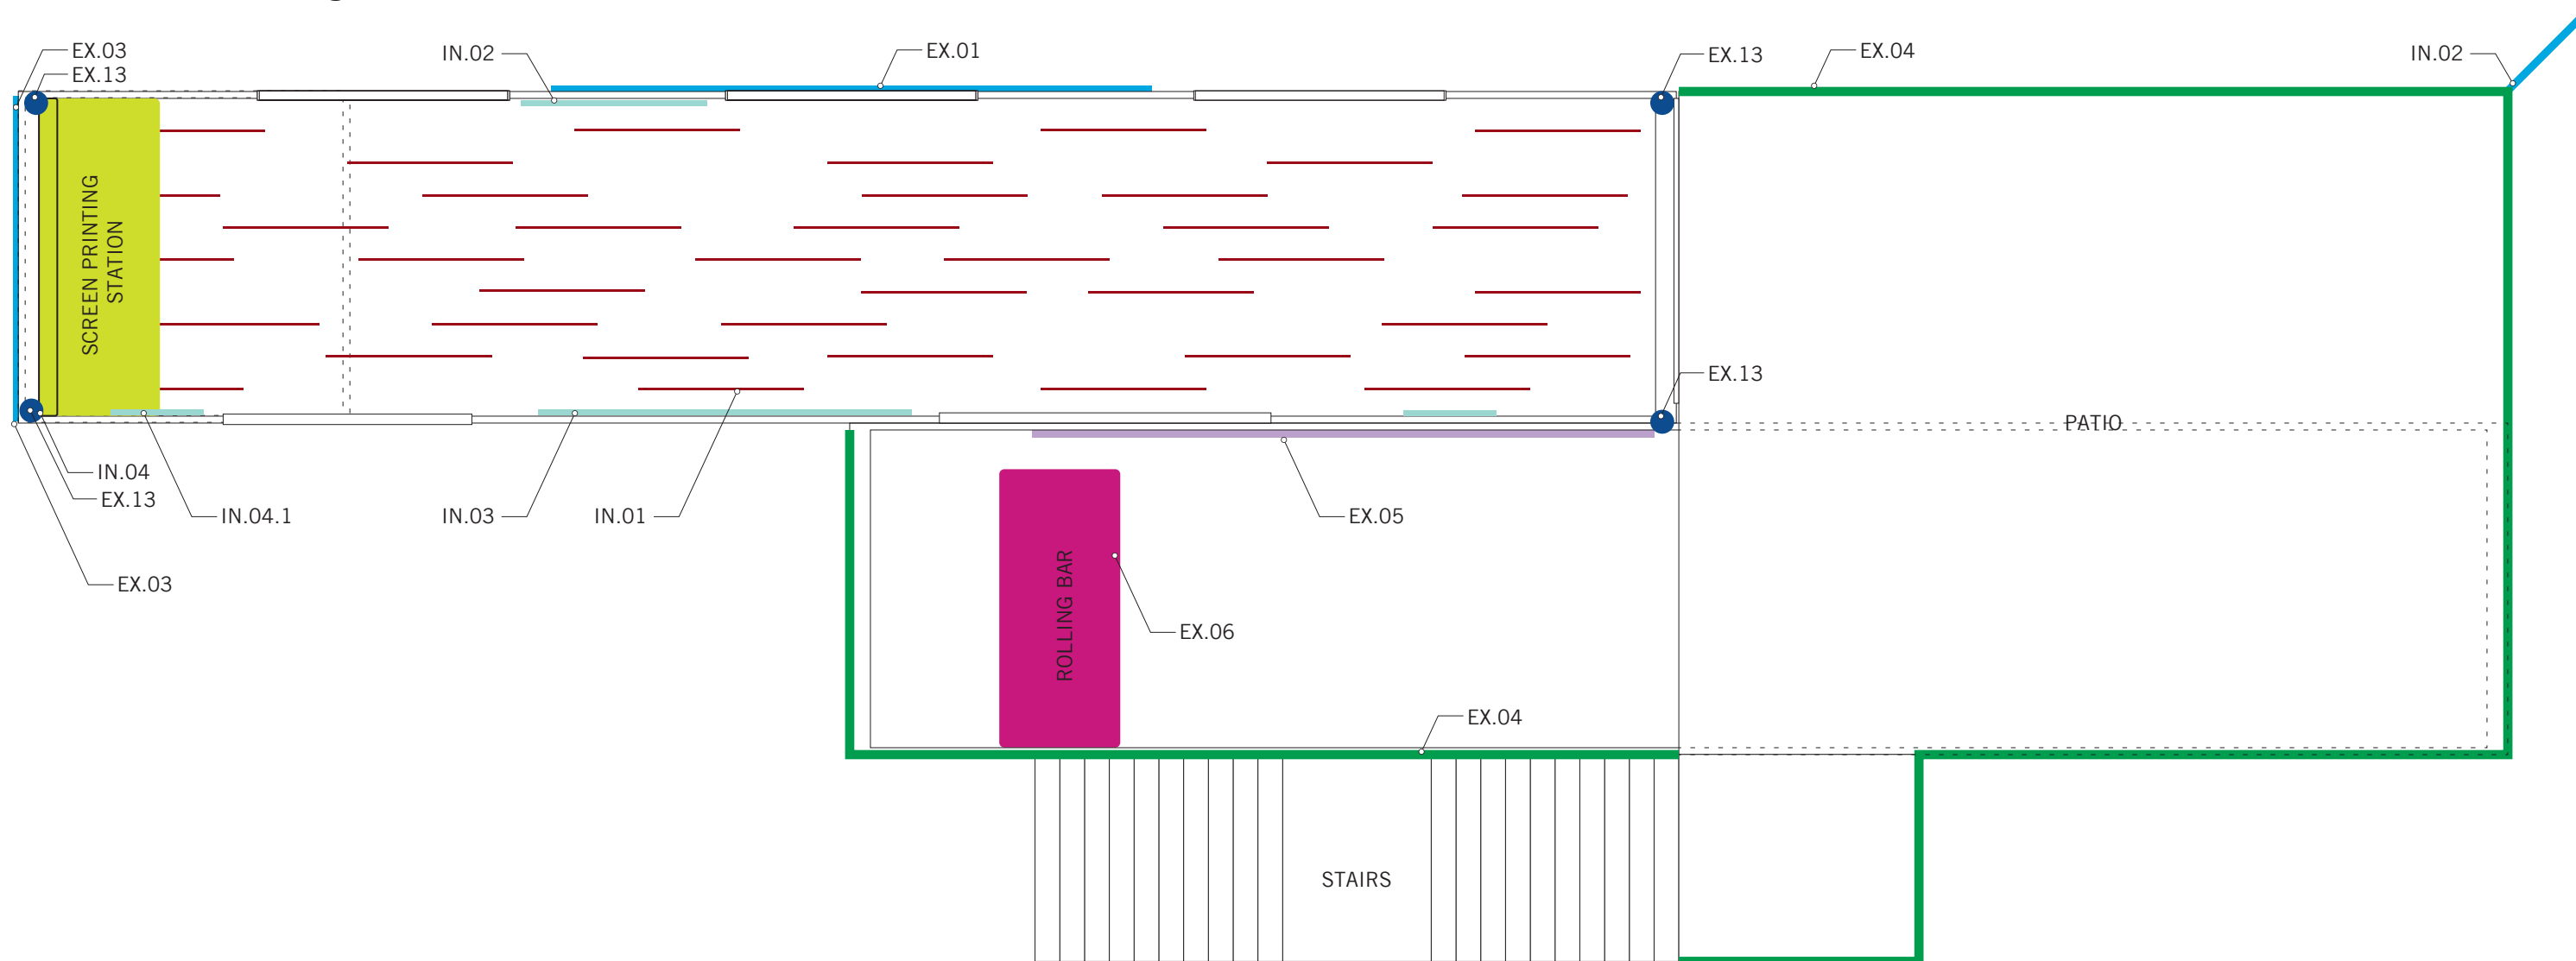 EX.03
EX.13
IN.02
EX.01
EX.13
EX.04
IN.02
SCREEN PRINTING
STATION
EX.13
PATIO
IN.04
EX.13
IN.04.1
IN.03
IN.01
EX.05
EX.03
ROLLING BAR
EX.06
EX.04
STAIRS